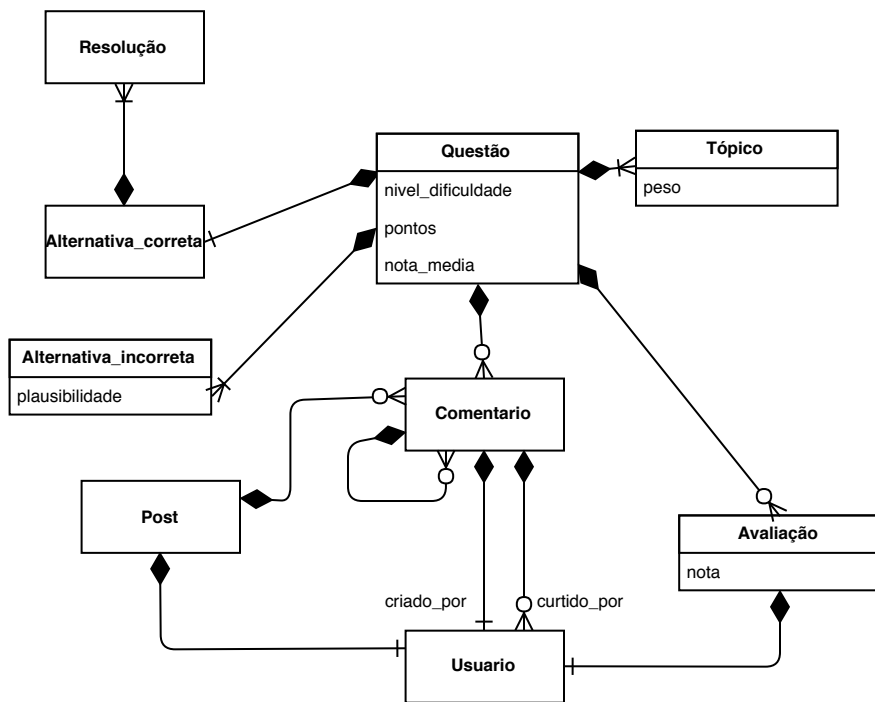 Resolução
Questão
nivel_dificuldade
pontos
nota_media
Tópico
peso
Alternativa_correta
Alternativa_incorreta
plausibilidade
Comentario
Post
Avaliação
nota
criado_por
curtido_por
Usuario